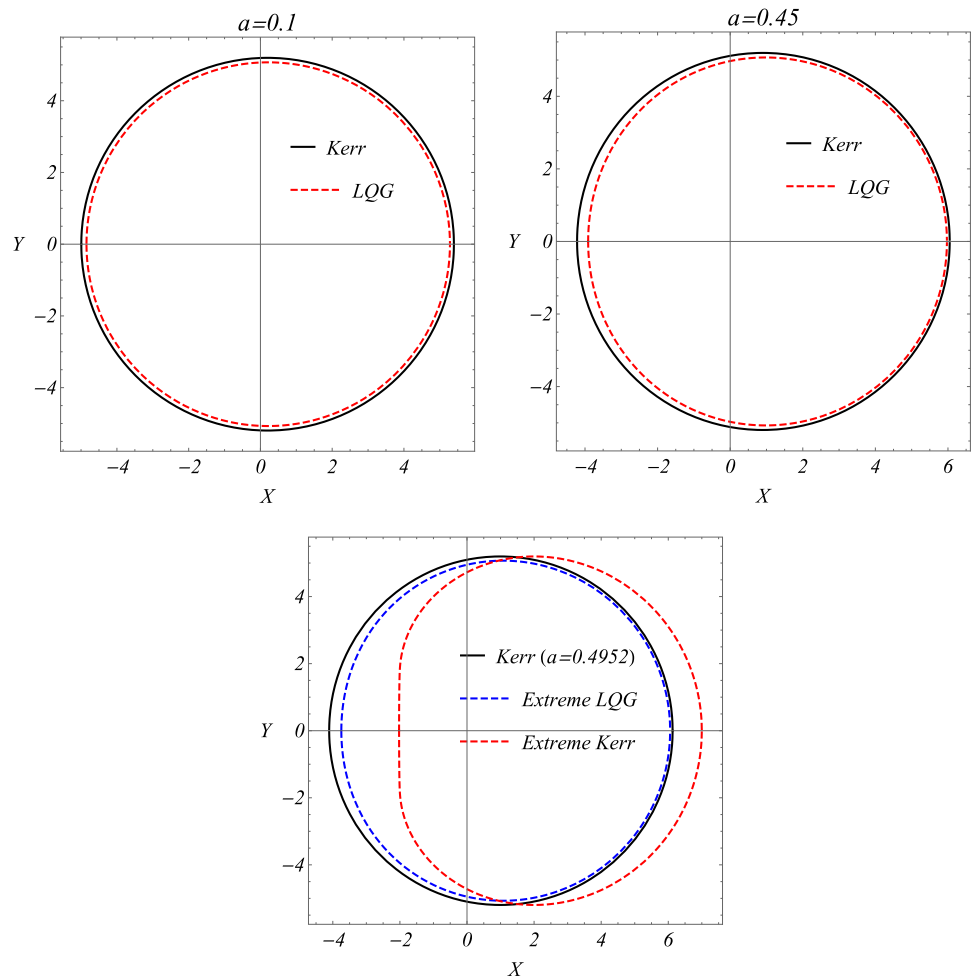 a=0.1
4
2
Y 0
−2
−4
−4 −2 0 2 4
X
Kerr
LQG
a=0.45
4
2
Y 0
−2
−4
−4 −2 0 2 4 6
X
Kerr
LQG
4
2
Y 0
−2
−4
−4 −2 0 2 4 6
X
Kerr (a=0.4952)
Extreme LQG
Extreme Kerr